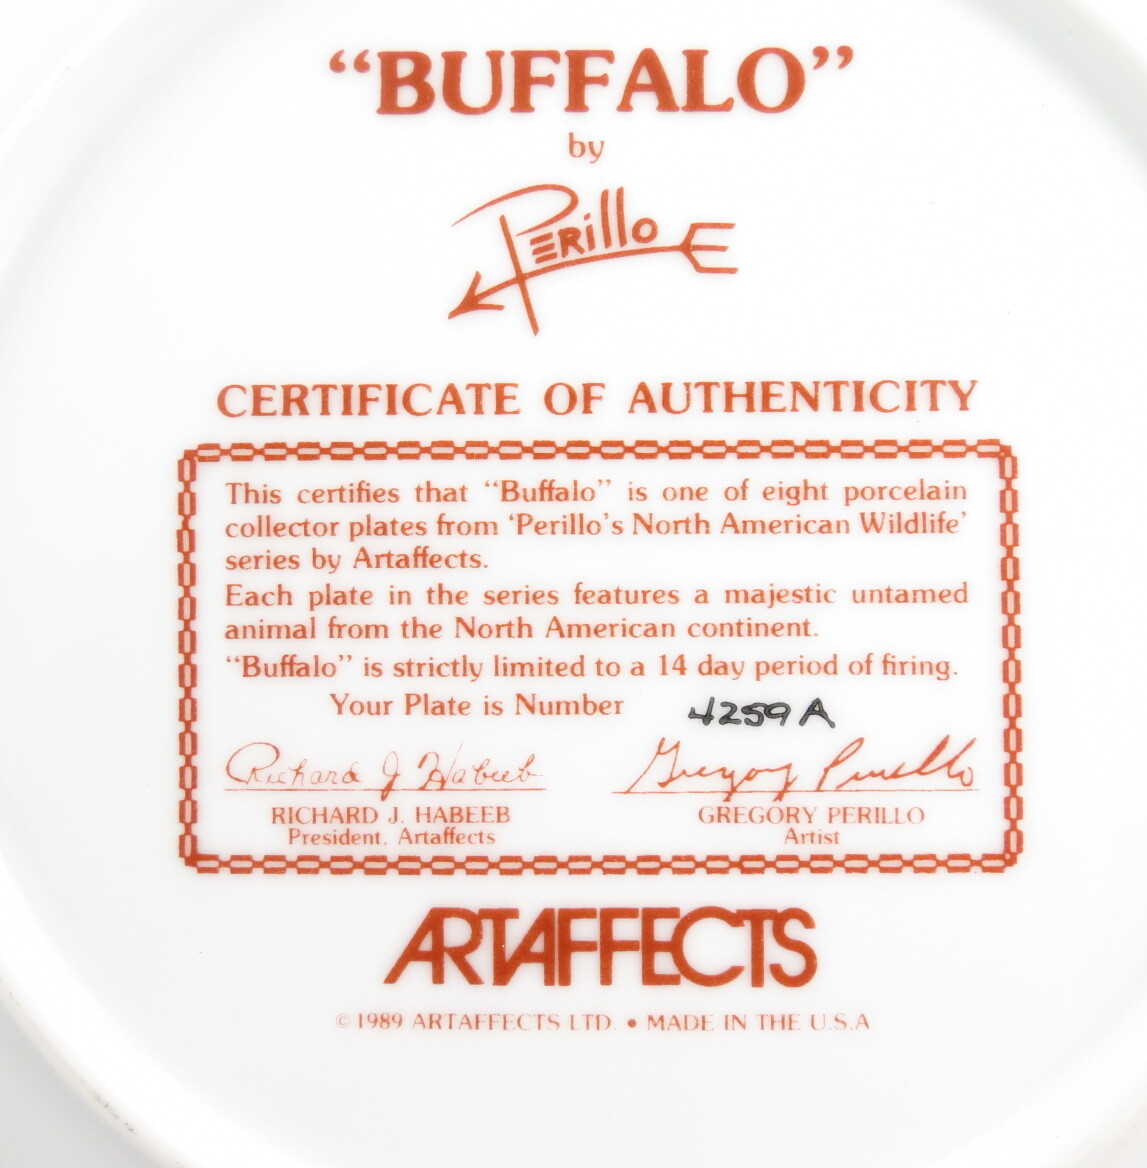 “BUFFALO”
by
PERillo
CERTIFICATE OF AUTHENTICITY
This certifies that “Buffalo” is one of eight porcelain
collector plates from ‘Perillo’s North American Wildlife’
series by Artaffects.
Each plate in the series features a majestic untamed
animal from the North American continent.
“Buffalo” is strictly limited to a 14 day period of firing.
Your Plate is Number 4259A
Richard J Habeeb Gregory Perillo
RICHARD J. HABEEB GREGORY PERILLO
President, Artaffects Artist
ARTAFFECTS
© 1989 ARTAFFECTS LTD. • MADE IN THE U.S.A